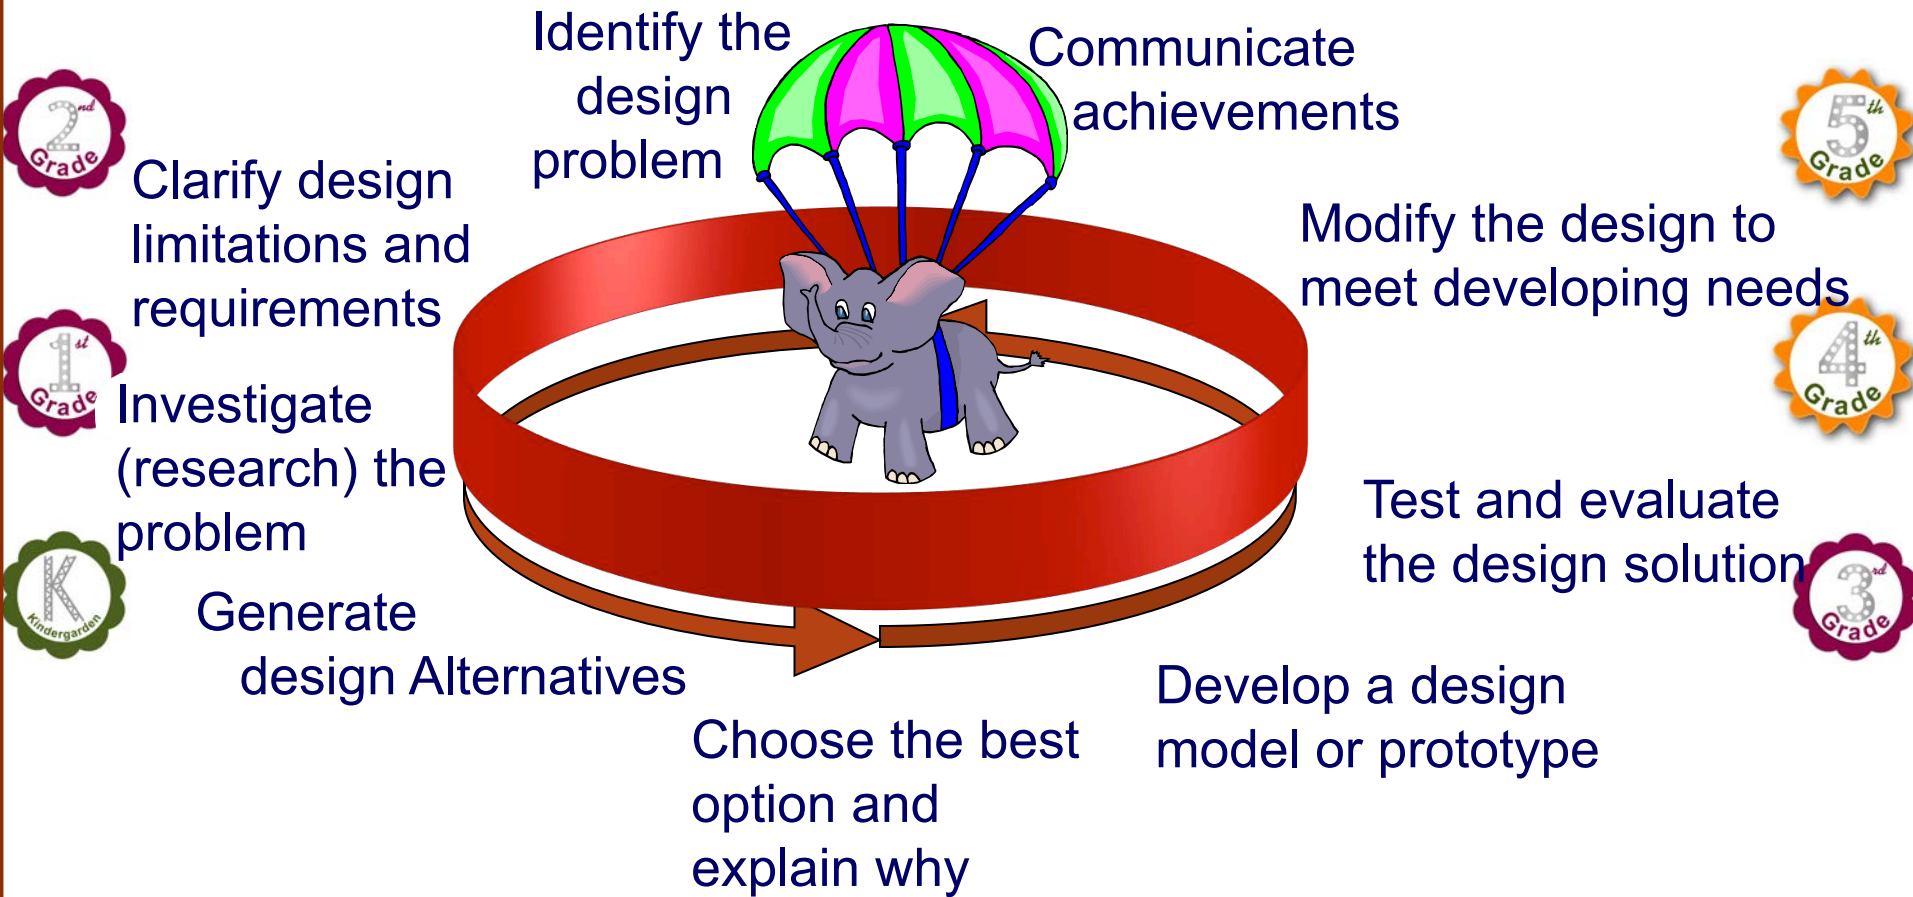 Identify the
design
problem
Communicate
achievements
2nd
Grade
Clarify design
limitations and
requirements
5th
Grade
Modify the design to
meet developing needs
1st
Grade
Investigate
(research) the
problem
4th
Grade
Test and evaluate
the design solution
K
Kindergarden
Generate
design Alternatives
3rd
Grade
Develop a design
model or prototype
Choose the best
option and
explain why